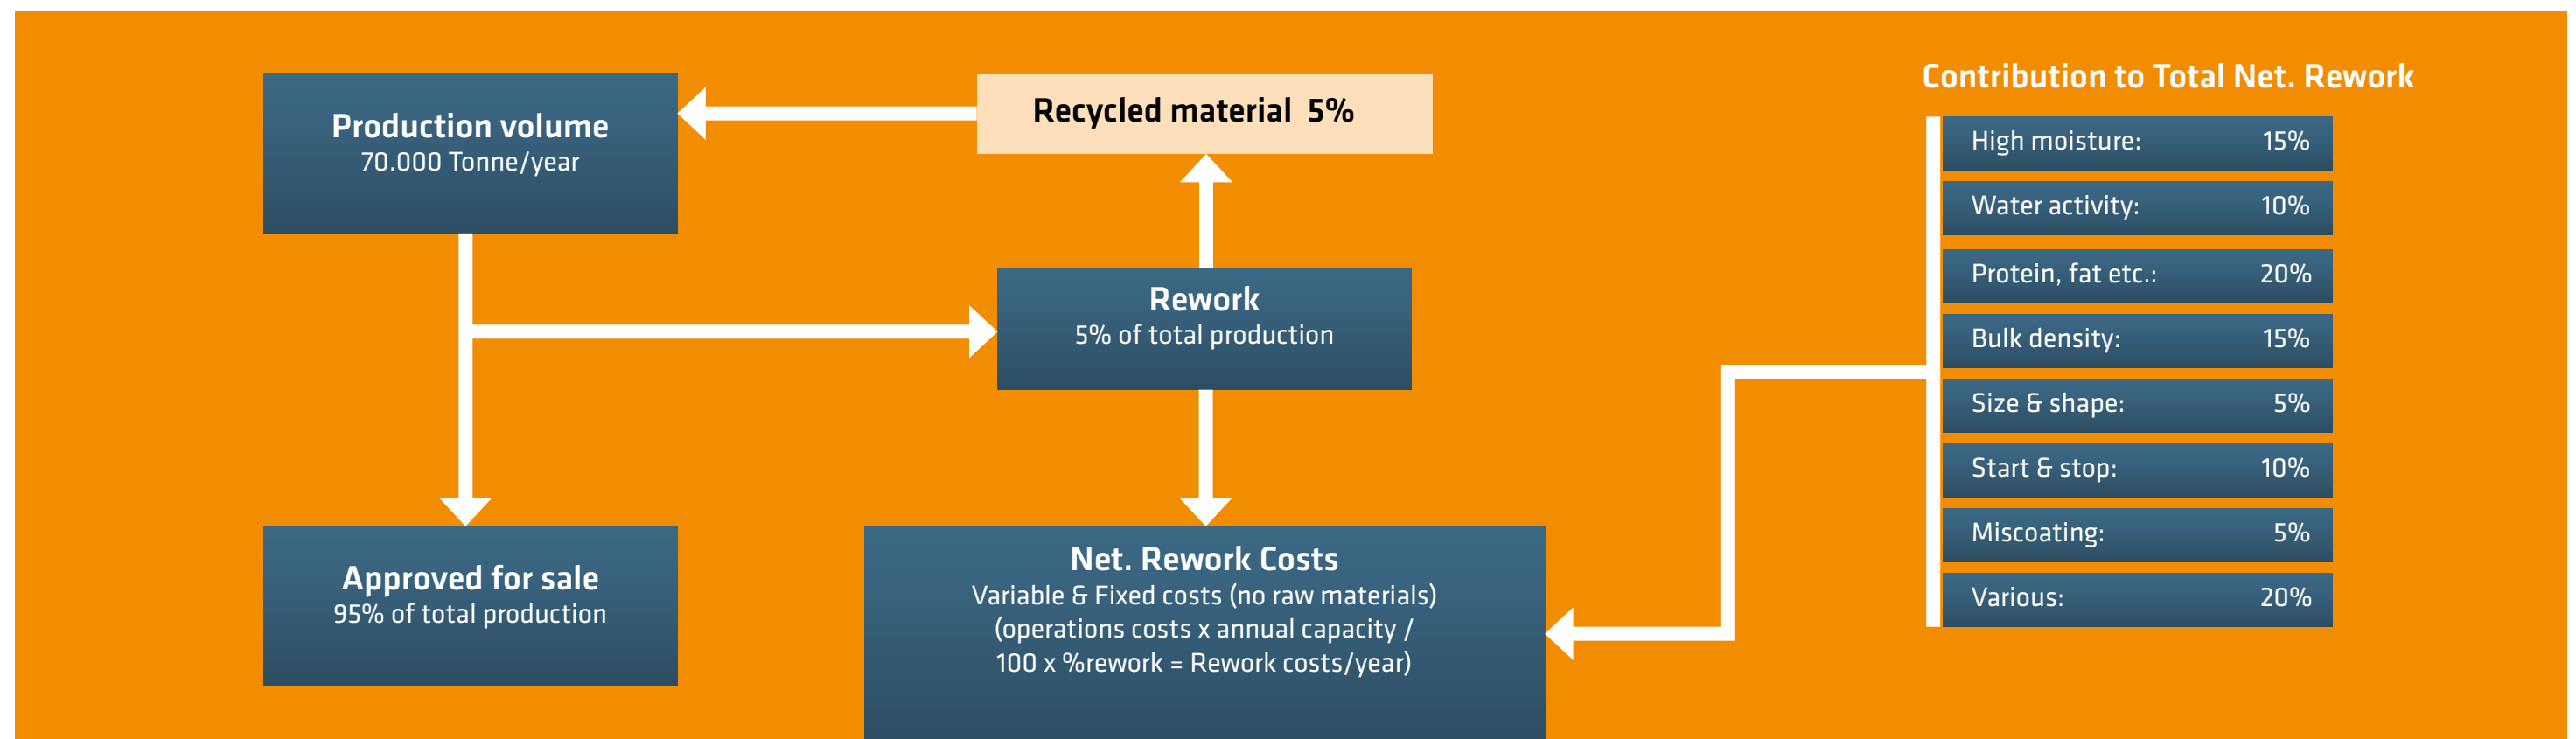 Production volume
70.000 Tonne/year
Recycled material 5%
Rework
5% of total production
Approved for sale
95% of total production
Net. Rework Costs
Variable & Fixed costs (no raw materials)
(operations costs x annual capacity /
100 x %rework = Rework costs/year)
Contribution to Total Net. Rework
High moisture: 15%
Water activity: 10%
Protein, fat etc.: 20%
Bulk density: 15%
Size & shape: 5%
Start & stop: 10%
Miscoating: 5%
Various: 20%